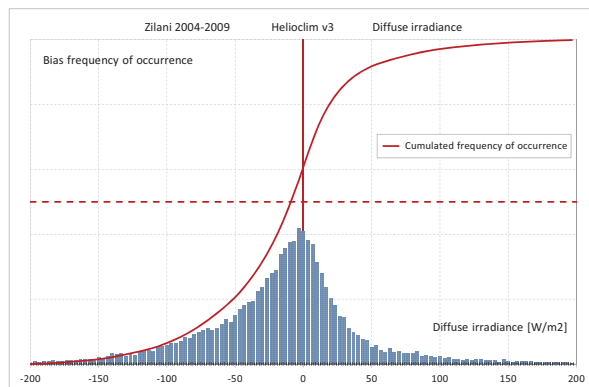 Zilani 2004-2009 Helioclim v3 Diffuse irradiance
Bias frequency of occurrence
Cumulated frequency of occurrence
Diffuse irradiance [W/m2]
-200 -150 -100 -50 0 50 100 150 200